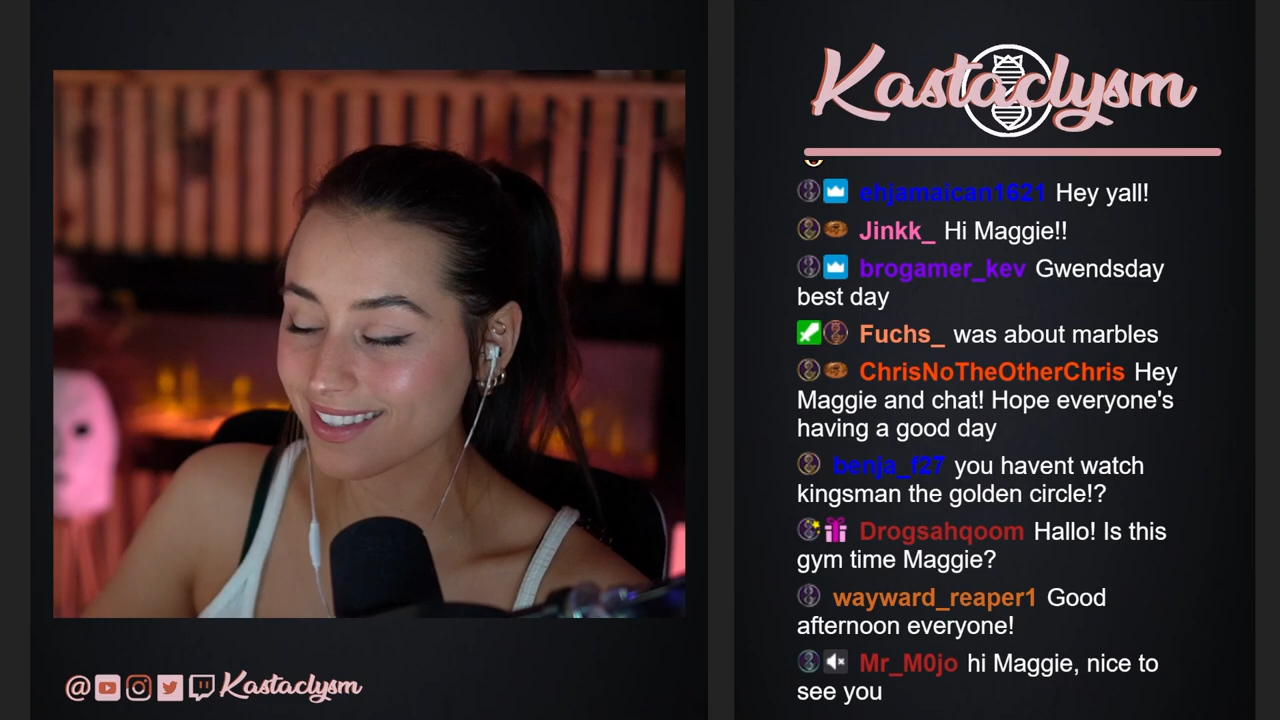 Kastaclysm
ehjamaican1621 Hey yall!
Jinkk_ Hi Maggie!!
brogamer_kev Gwendsday
best day
Fuchs_ was about marbles
ChrisNoTheOtherChris Hey
Maggie and chat! Hope everyone's
having a good day
benja_f27 you havent watch
kingsman the golden circle!?
Drogsahqoom Hallo! Is this
gym time Maggie?
wayward_reaper1 Good
afternoon everyone!
Mr_M0jo hi Maggie, nice to
see you
@ Kastaclysm